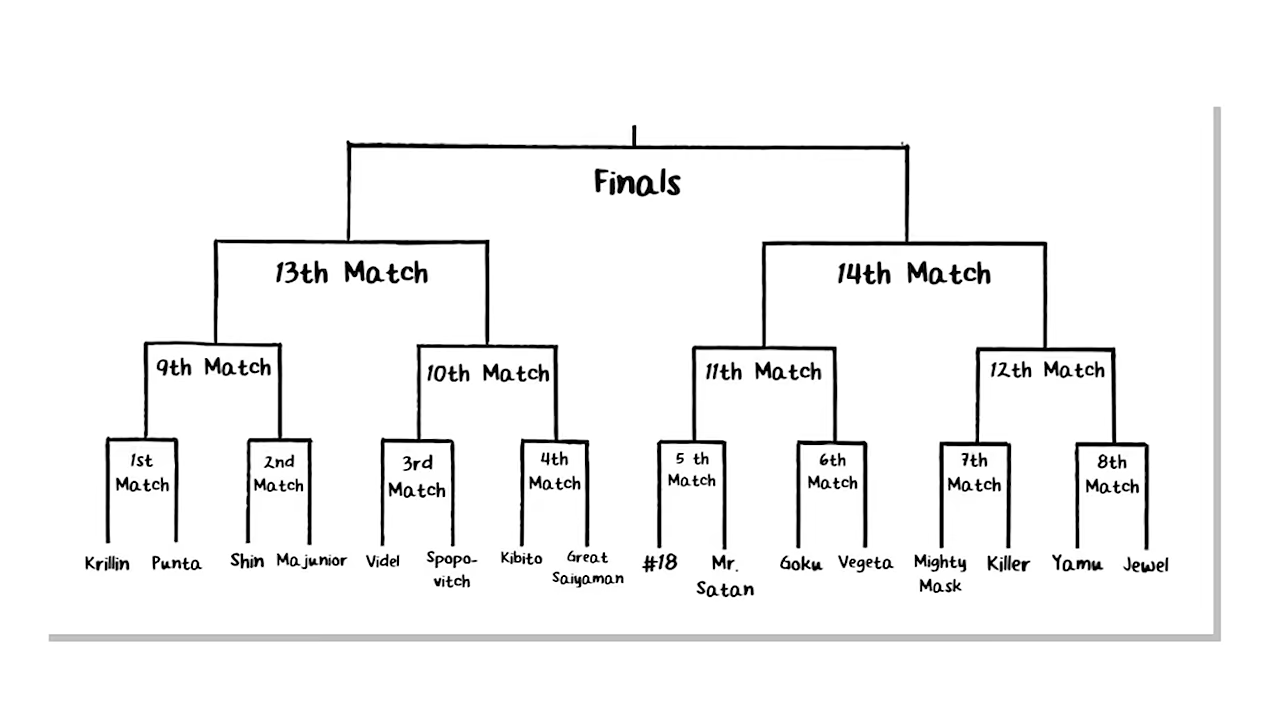 Finals
13th Match
14th Match
9th Match
10th Match
11th Match
12th Match
1st
Match
2nd
Match
3rd
Match
4th
Match
5 th
Match
6th
Match
7th
Match
8th
Match
Krillin
Punta
Shin
Majunior
Videl
Spopo-
vitch
Kibito
Great
Saiyaman
#18
Mr.
Satan
Goku
Vegeta
Mighty
Mask
Killer
Yamu
Jewel